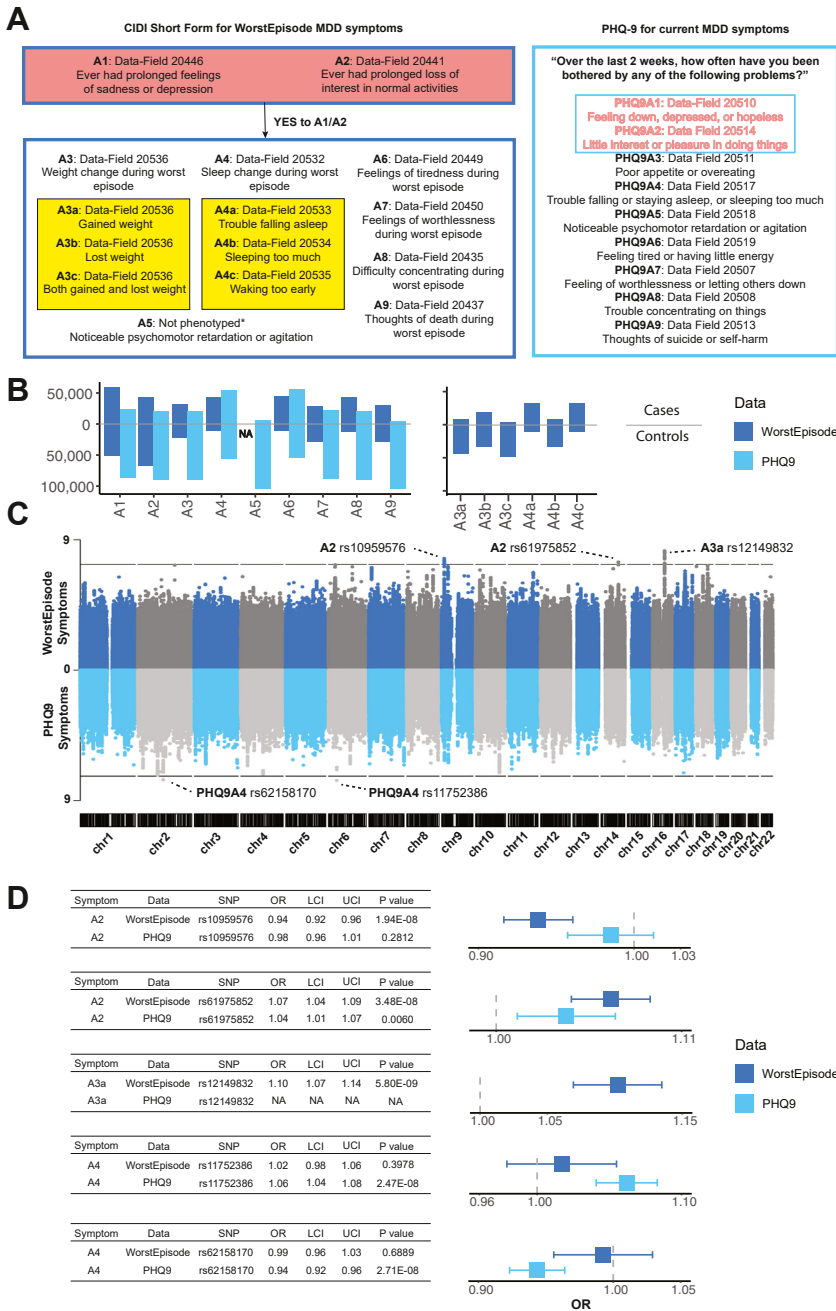 A
CIDI Short Form for WorstEpisode MDD symptoms
A1: Data-Field 20446
Ever had prolonged feelings
of sadness or depression
A2: Data-Field 20441
Ever had prolonged loss of
interest in normal activities
YES to A1/A2
A3: Data-Field 20536
Weight change during worst
episode
A3a: Data-Field 20536
Gained weight
A3b: Data-Field 20536
Lost weight
A3c: Data-Field 20536
Both gained and lost weight
A4: Data-Field 20532
Sleep change during worst
episode
A4a: Data-Field 20533
Trouble falling asleep
A4b: Data-Field 20534
Sleeping too much
A4c: Data-Field 20535
Waking too early
A5: Not phenotyped*
Noticeable psychomotor retardation or agitation
A6: Data-Field 20449
Feelings of tiredness during
worst episode
A7: Data-Field 20450
Feelings of worthlessness
during worst episode
A8: Data-Field 20435
Difficulty concentrating during
worst episode
A9: Data-Field 20437
Thoughts of death during
worst episode
PHQ-9 for current MDD symptoms
“Over the last 2 weeks, how often have you been
bothered by any of the following problems?”
PHQ9A1: Data-Field 20510
Feeling down, depressed, or hopeless
PHQ9A2: Data-Field 20514
Little Interest or pleasure in doing things
PHQ9A3: Data-Field 20511
Poor appetite or overeating
PHQ9A4: Data-Field 20517
Trouble falling or staying asleep, or sleeping too much
PHQ9A5: Data-Field 20518
Noticeable psychomotor retardation or agitation
PHQ9A6: Data-Field 20519
Feeling tired or having little energy
PHQ9A7: Data-Field 20507
Feeling of worthlessness or letting others down
PHQ9A8: Data-Field 20508
Trouble concentrating on things
PHQ9A9: Data Field 20513
Thoughts of suicide or self-harm
B
50,000
0
50,000
100,000
NA
A1 A2 A3 A4 A5 A6 A7 A8 A9
A3a A3b A3c A4a A4b A4c
Cases
Controls
Data
WorstEpisode
PHQ9
C
9
0
9
WorstEpisode
Symptoms
PHQ9
Symptoms
A2 rs10959576
A2 rs61975852
A3a rs12149832
PHQ9A4 rs62158170
PHQ9A4 rs11752386
chr1 chr2 chr3 chr4 chr5 chr6 chr7 chr8 chr9 chr10 chr11 chr12 chr13 chr14 chr15 chr16 chr17 chr18 chr19 chr20 chr21 chr22
D
Symptom Data SNP OR LCI UCI P value
A2 WorstEpisode rs10959576 0.94 0.92 0.96 1.94E-08
A2 PHQ9 rs10959576 0.98 0.96 1.01 0.2812
0.90 1.00 1.03
Symptom Data SNP OR LCI UCI P value
A2 WorstEpisode rs61975852 1.07 1.04 1.09 3.48E-08
A2 PHQ9 rs61975852 1.04 1.01 1.07 0.0060
1.00 1.11
Symptom Data SNP OR LCI UCI P value
A3a WorstEpisode rs12149832 1.10 1.07 1.14 5.80E-09
A3a PHQ9 rs12149832 NA NA NA NA
1.00 1.05 1.15
Data
WorstEpisode
PHQ9
Symptom Data SNP OR LCI UCI P value
A4 WorstEpisode rs11752386 1.02 0.98 1.06 0.3978
A4 PHQ9 rs11752386 1.06 1.04 1.08 2.47E-08
0.96 1.00 1.10
Symptom Data SNP OR LCI UCI P value
A4 WorstEpisode rs62158170 0.99 0.96 1.03 0.6889
A4 PHQ9 rs62158170 0.94 0.92 0.96 2.71E-08
0.90 1.00 1.05
OR